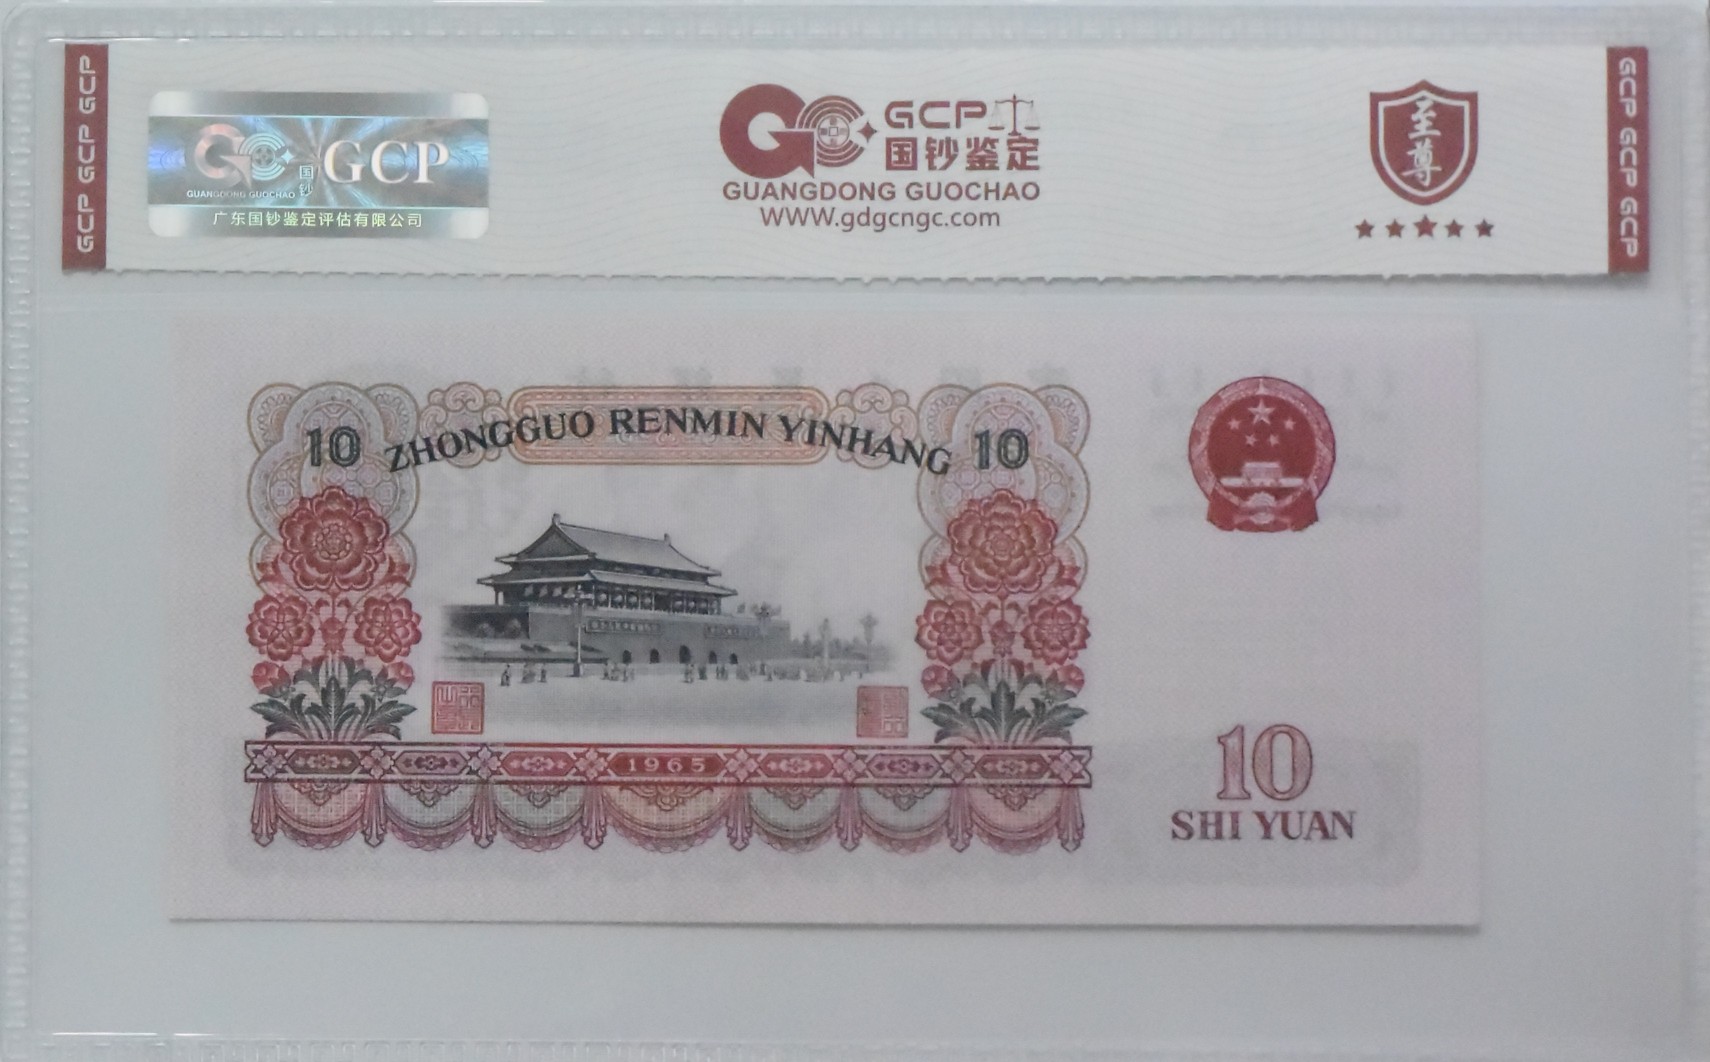 GCP GCP GCP
GCP
国钞
GUANGDONG GUOCHAO
广东国钞鉴定评估有限公司
GCP
国钞鉴定
GUANGDONG GUOCHAO
WWW.gdgcngc.com
至尊
GCP GCP GCP
10 ZHONGGUO RENMIN YINHANG 10
1965
10
SHI YUAN